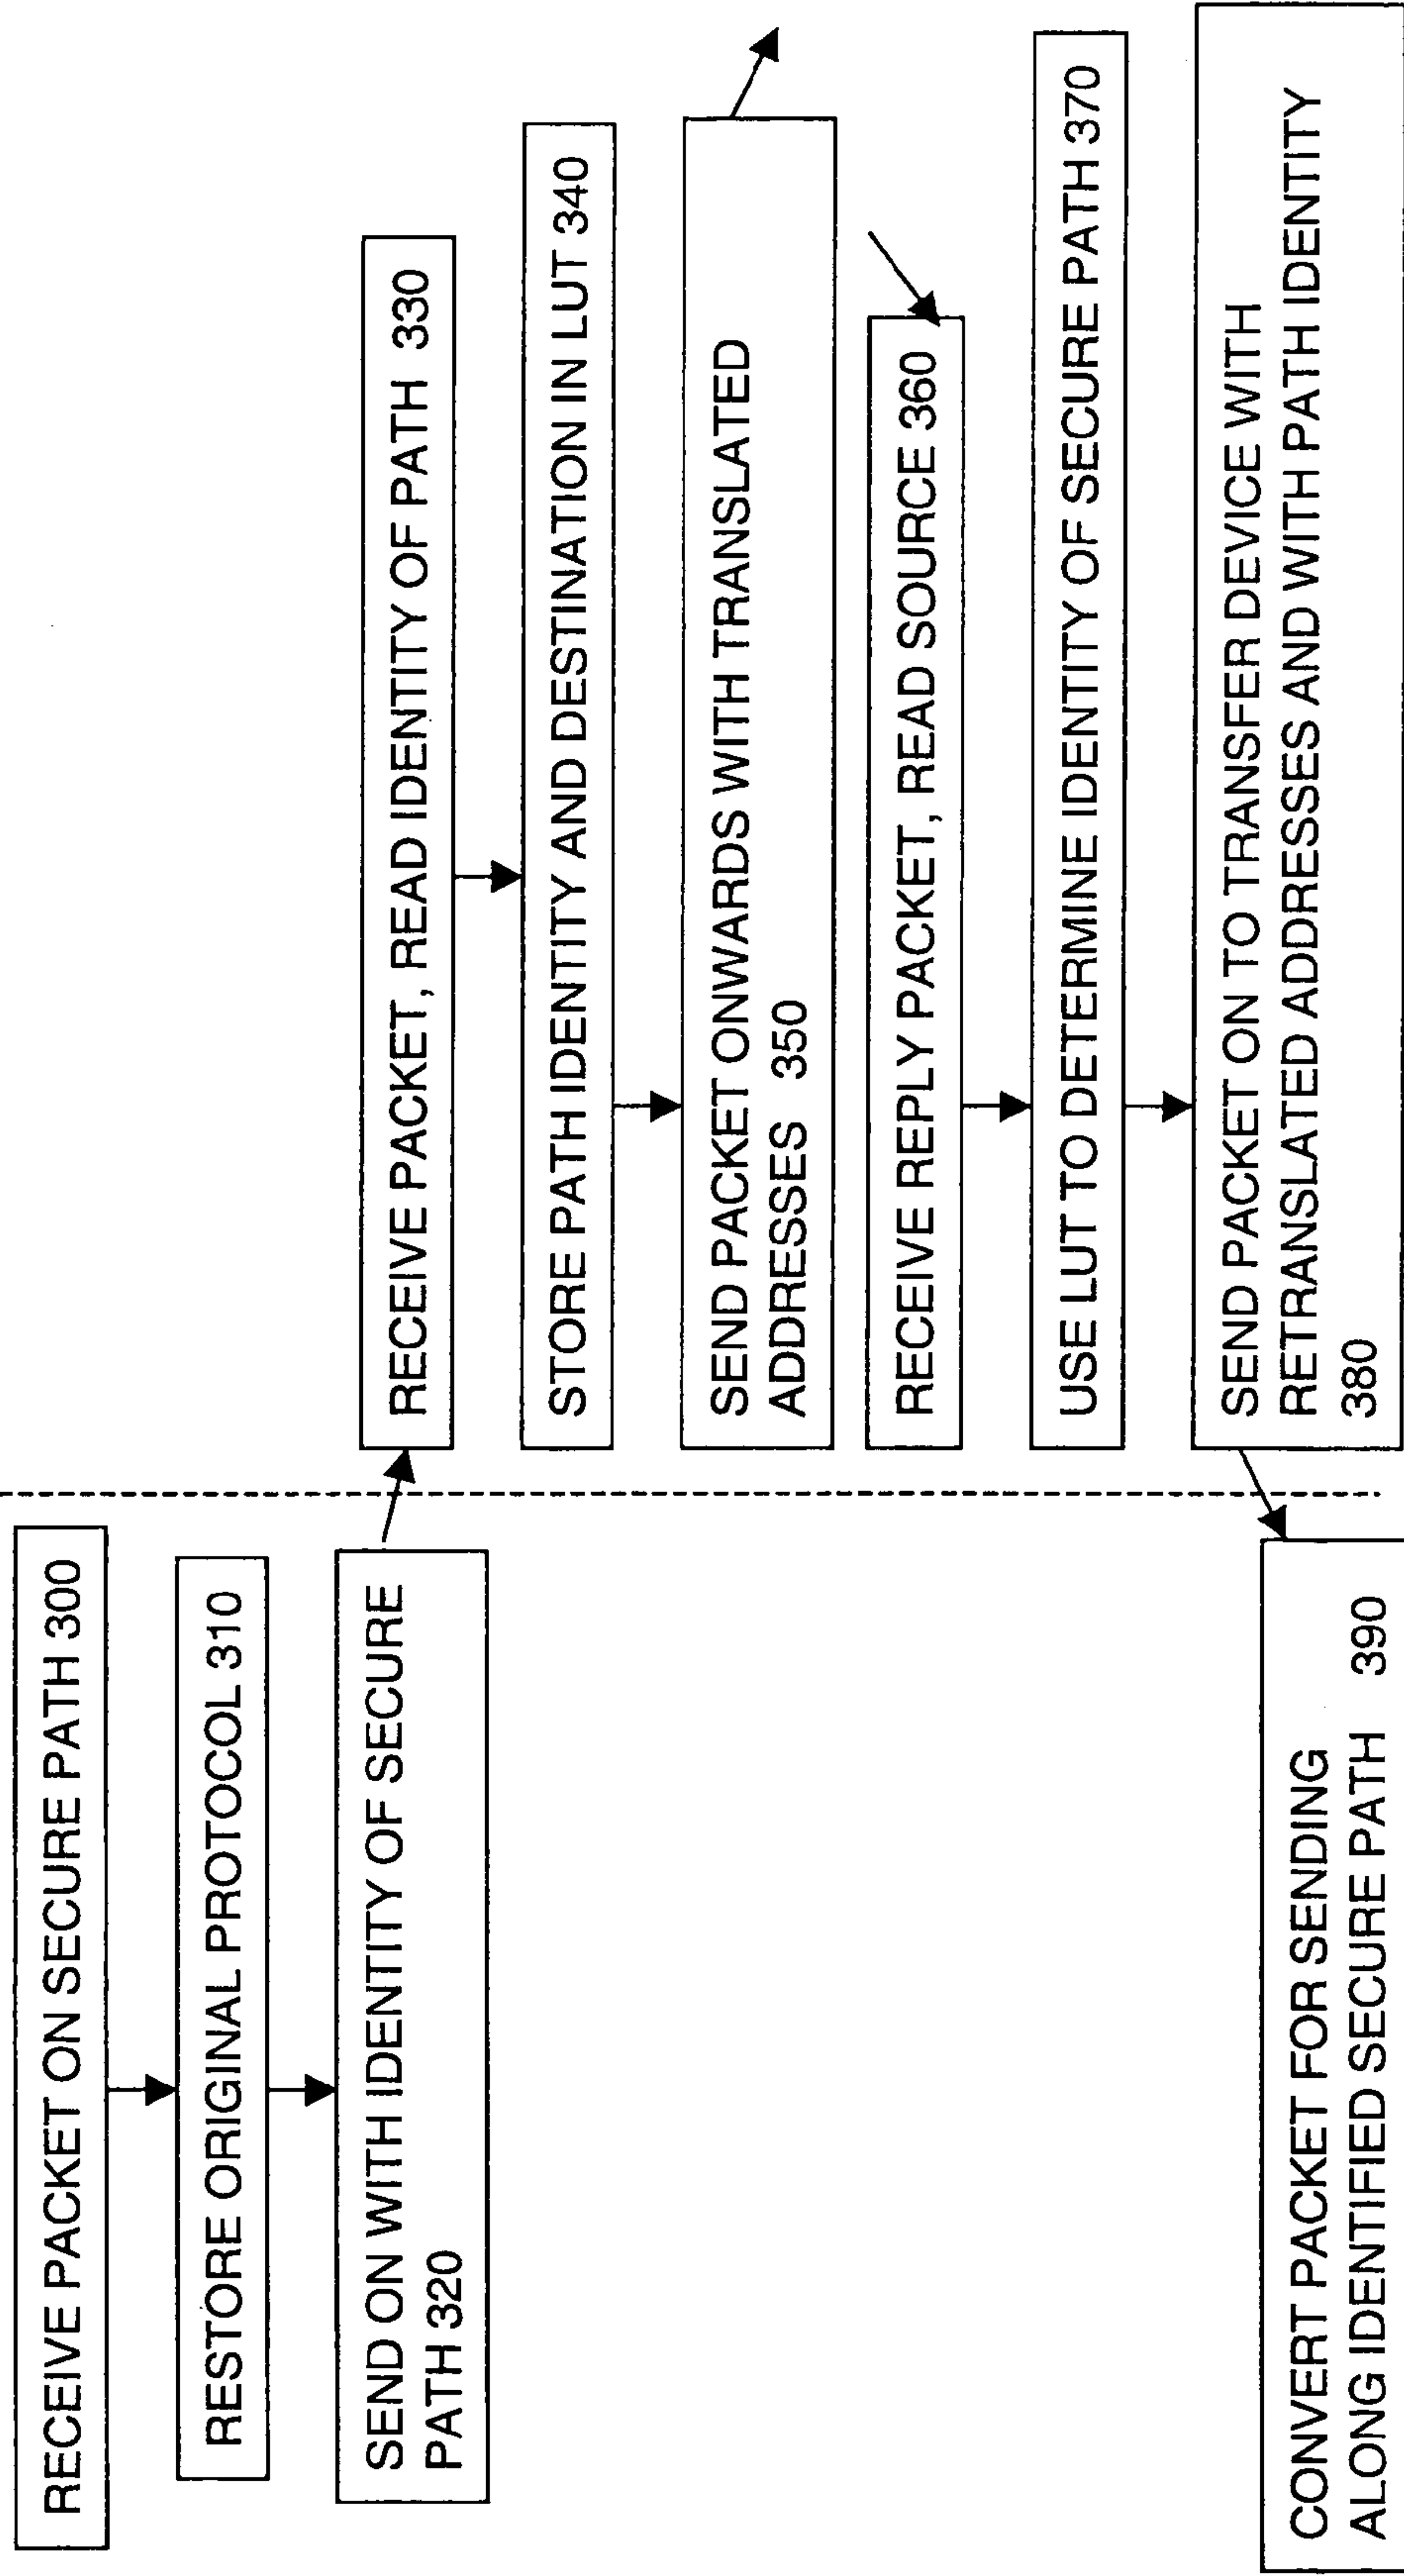 RECEIVE PACKET ON SECURE PATH 300
RESTORE ORIGINAL PROTOCOL 310
SEND ON WITH IDENTITY OF SECURE
PATH 320
RECEIVE PACKET, READ IDENTITY OF PATH 330
STORE PATH IDENTITY AND DESTINATION IN LUT 340
SEND PACKET ONWARDS WITH TRANSLATED
ADDRESSES 350
RECEIVE REPLY PACKET, READ SOURCE 360
USE LUT TO DETERMINE IDENTITY OF SECURE PATH 370
SEND PACKET ON TO TRANSFER DEVICE WITH
RETRANSLATED ADDRESSES AND WITH PATH IDENTITY
380
CONVERT PACKET FOR SENDING
ALONG IDENTIFIED SECURE PATH 390